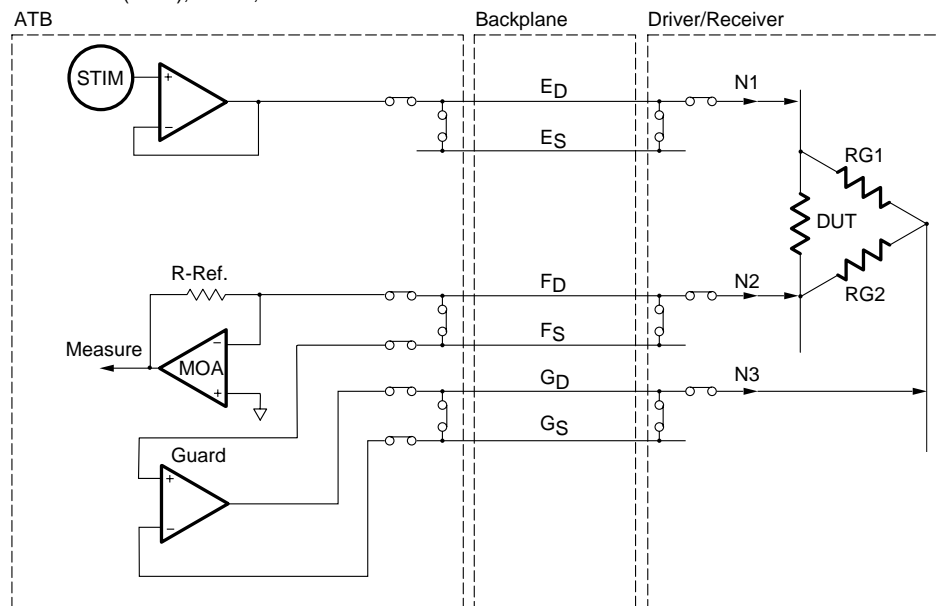 ATB
Backplane
Driver/Receiver
STIM
+
−
ED
ES
N1
RG1
DUT
RG2
R-Ref.
FD
N2
FS
Measure
−
MOA
+
GD
N3
GS
Guard
+
−